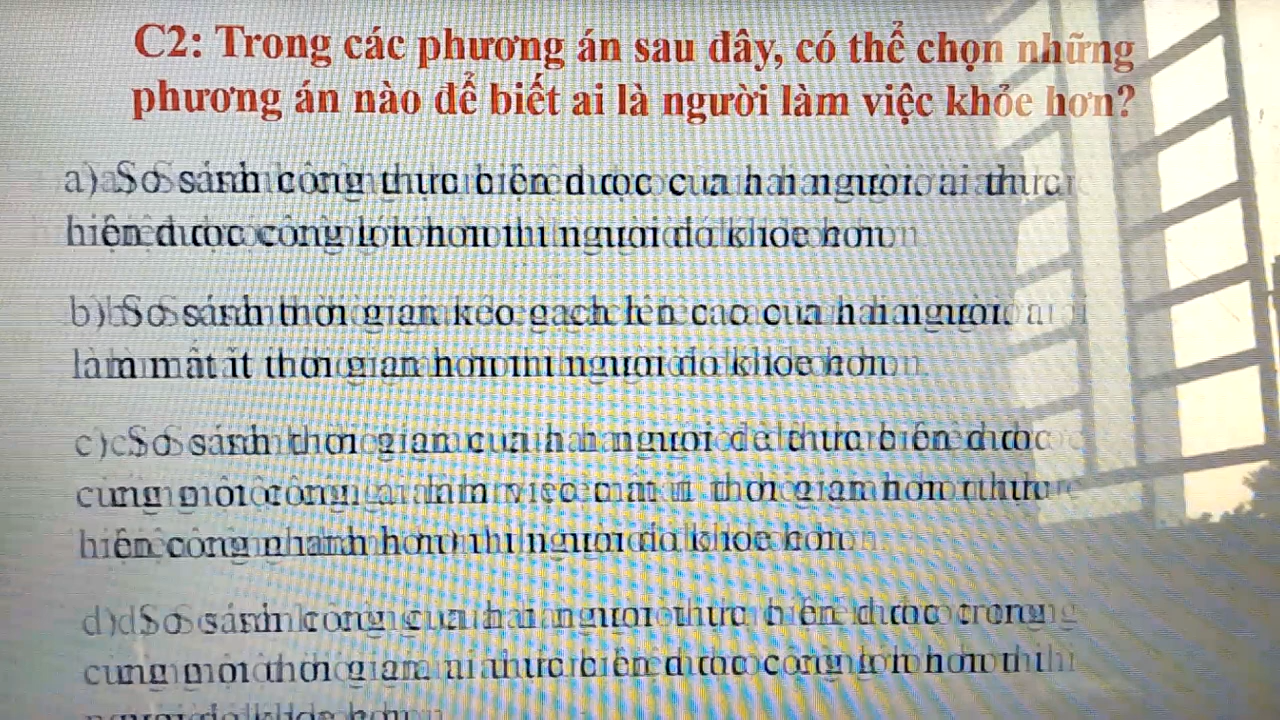 C2: Trong các phương án sau đây, có thể chọn những
phương án nào để biết ai là người làm việc khỏe hơn?
a) So sánh công thực hiện được của hai người, ai thực
hiện được công lớn hơn thì người đó khỏe hơn
b) So sánh thời gian kéo gạch lên cao của hai người, ai
làm mất ít thời gian hơn thì người đó khỏe hơn.
c) So sánh thời gian của hai người để thực hiện được
cùng một công, ai làm việc mất ít thời gian hơn (thực
hiện công nhanh hơn) thì người đó khỏe hơn
d) So sánh công của hai người thực hiện được trong
cùng một thời gian, ai thực hiện được công lớn hơn thì
người đó khỏe hơn